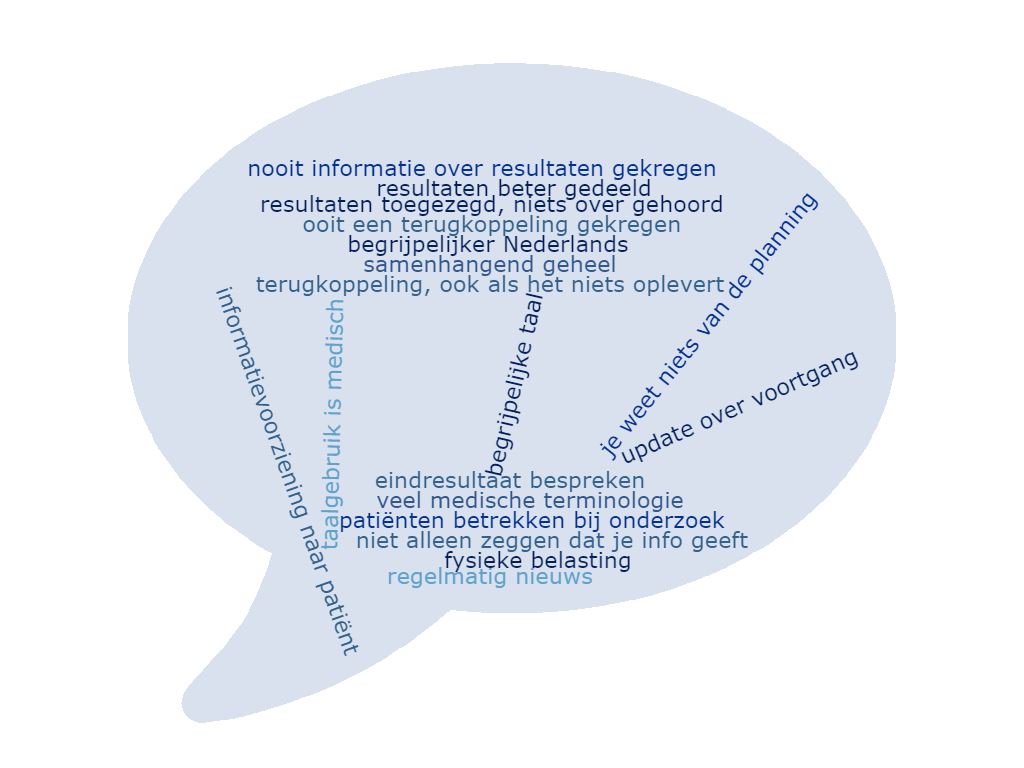 nooit informatie over resultaten gekregen
resultaten beter gedeeld
resultaten toegezegd, niets over gehoord
ooit een terugkoppeling gekregen
begrijpelijker Nederlands
samenhangend geheel
terugkoppeling, ook als het niets oplevert
informatievoorziening naar patiënt
taalgebruik is medisch
begrijpelijke taal
je weet niets van de planning
update over voortgang
eindresultaat bespreken
veel medische terminologie
patiënten betrekken bij onderzoek
niet alleen zeggen dat je info geeft
fysieke belasting
regelmatig nieuws